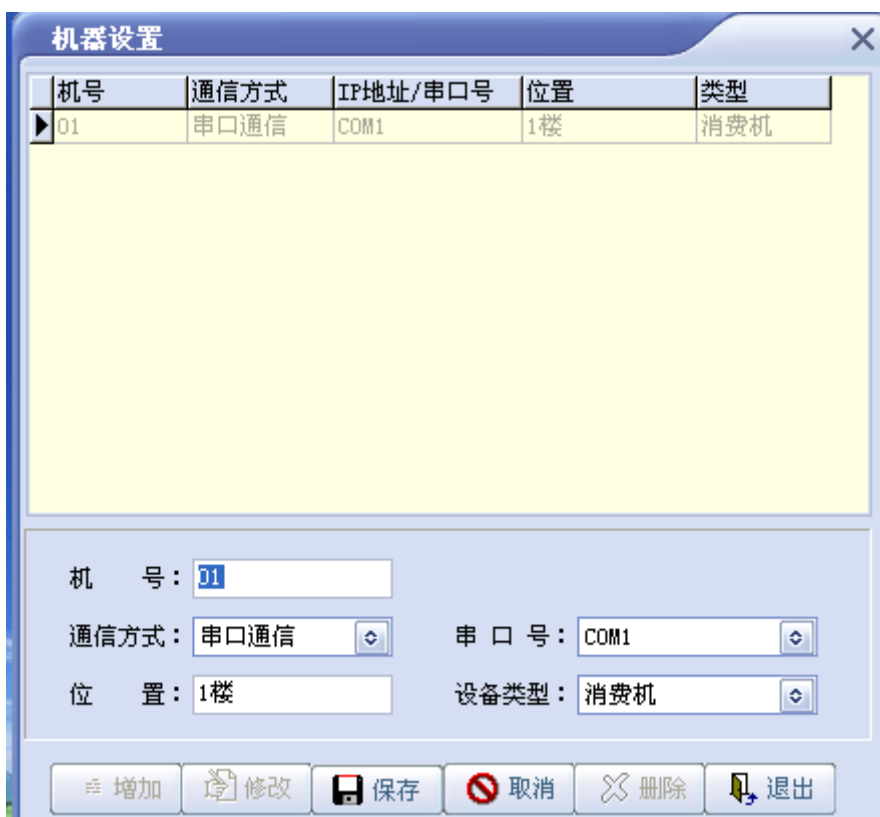 机器设置
机号 通信方式 IP地址/串口号 位置 类型
01 串口通信 COM1 1楼 消费机
机 号： 01
通信方式： 串口通信 串 口 号： COM1
位 置： 1楼 设备类型： 消费机
增加 修改 保存 取消 删除 退出